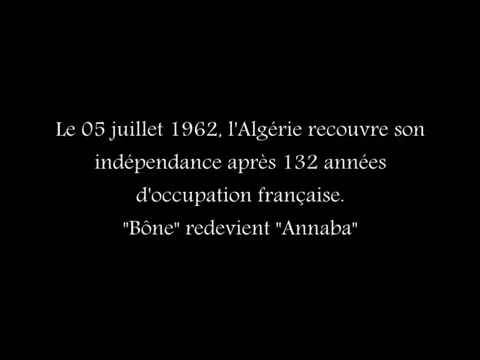 Le 05 juillet 1962, l'Algérie recouvre son
indépendance après 132 années
d'occupation française.
"Bône" redevient "Annaba"